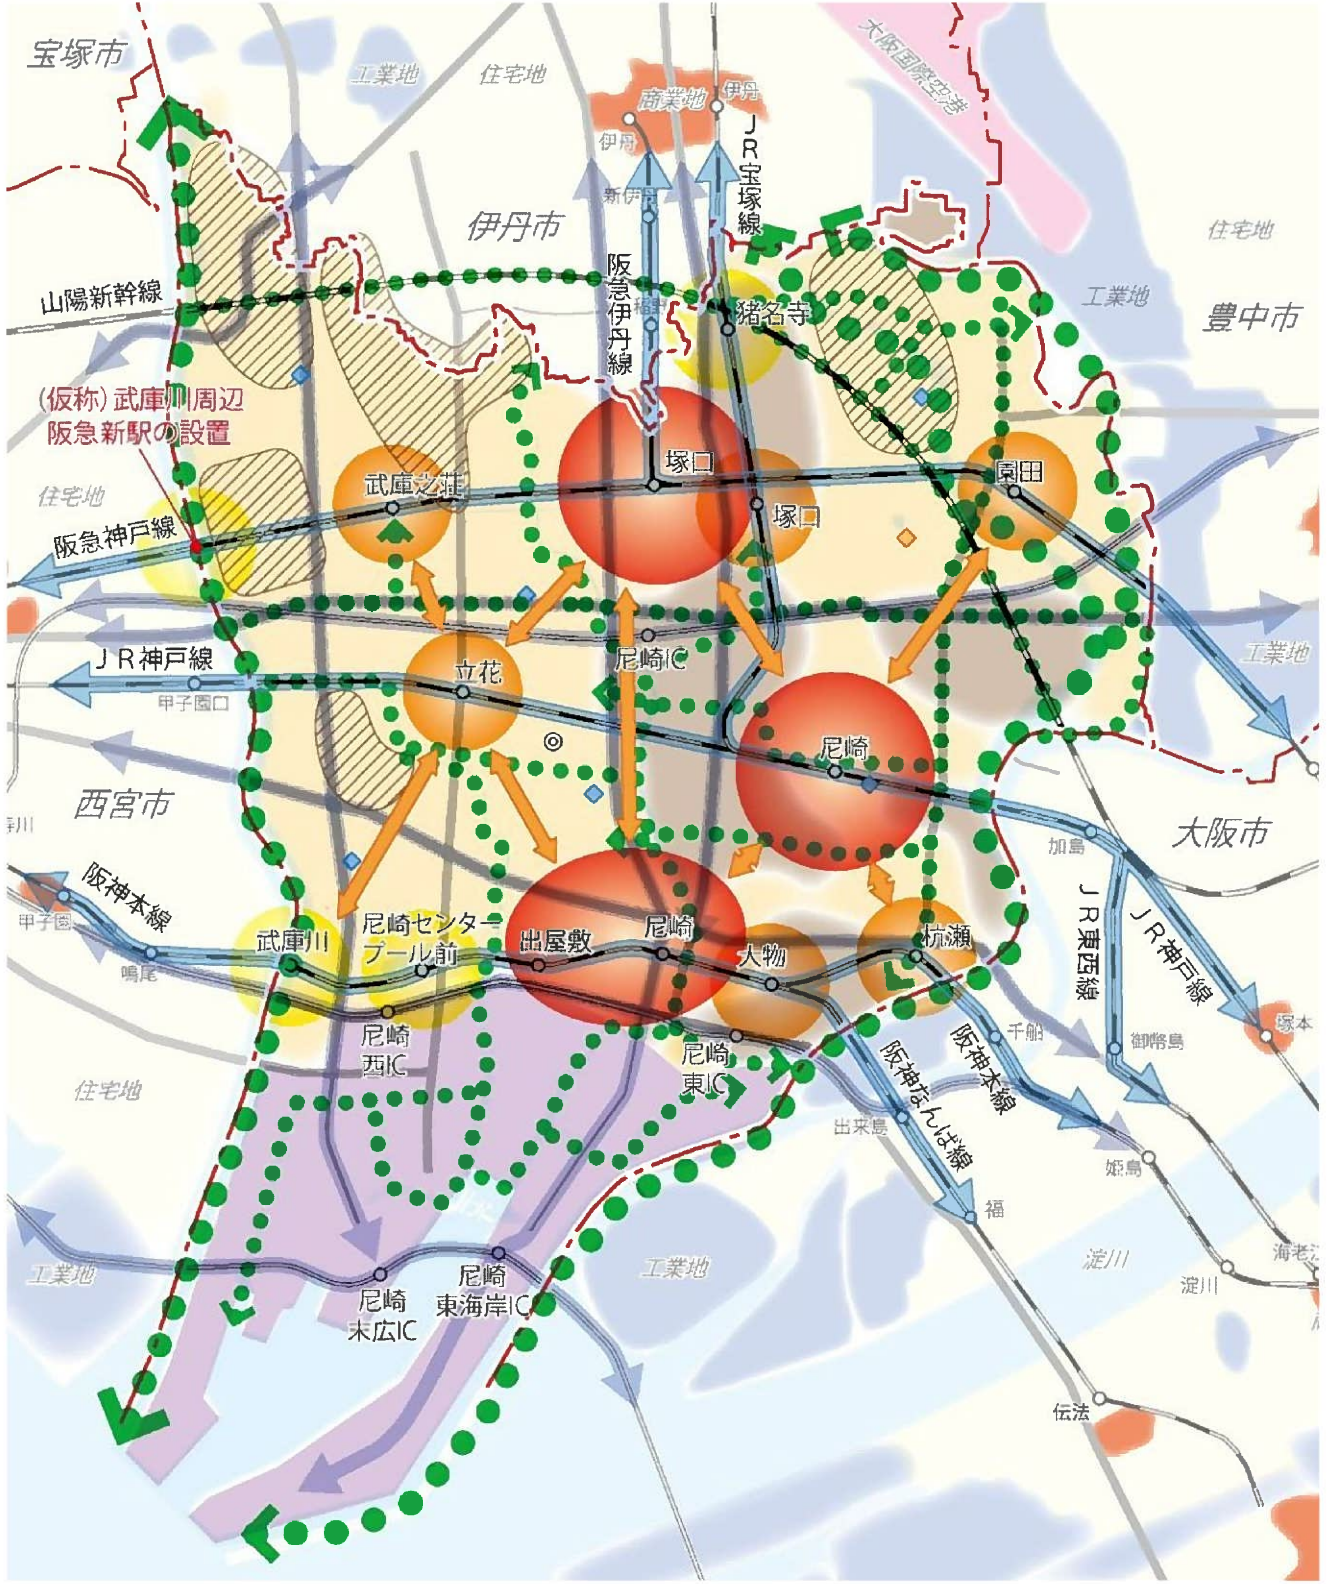 宝塚市
工業地
住宅地
商業地
伊丹
伊丹
大阪国際空港
JR宝塚線
新伊丹
伊丹市
住宅地
阪急伊丹線
山陽新幹線
稲野
猪名寺
工業地
豊中市
(仮称)武庫川周辺
阪急新駅の設置
塚口
武庫之荘
園田
住宅地
塚口
阪急神戸線
JR神戸線
尼崎IC
工業地
立花
甲子園口
尼崎
西宮市
大阪市
加島
阪神本線
甲子園
尼崎センター
プール前
武庫川
出屋敷
尼崎
大物
杭瀬
JR東西線
JR神戸線
鳴尾
尼崎
西IC
尼崎
東IC
千船
御幣島
塚本
阪神本線
阪神なんば線
住宅地
出来島
姫島
福
工業地
工業地
淀川
淀川
尼崎
東海岸IC
尼崎
末広IC
伝法